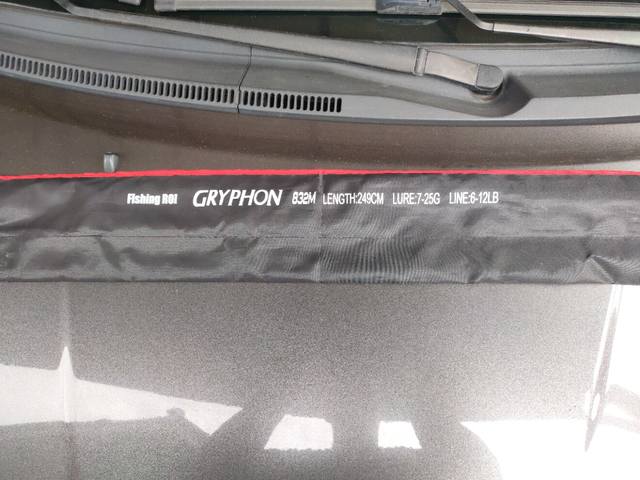 Fishing ROI GRYPHON 832M LENGTH:249CM LURE:7-25G LINE:6-12LB